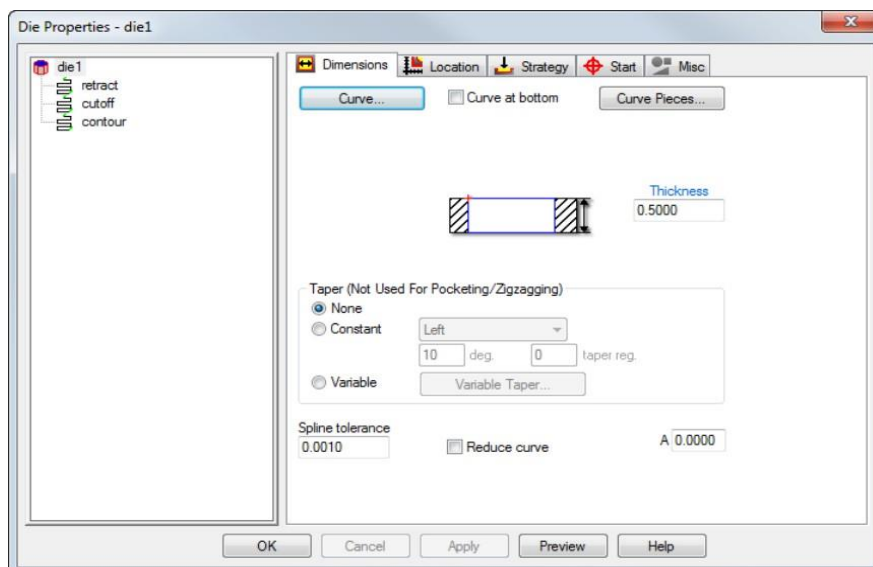 Die Properties - die1
die1
retract
cutoff
contour
Dimensions Location Strategy Start Misc
Curve... Curve at bottom Curve Pieces...
Thickness
0.5000
Taper (Not Used For Pocketing/Zigzagging)
None
Constant Left
10 deg. 0 taper reg.
Variable Variable Taper...
Spline tolerance
0.0010 Reduce curve A 0.0000
OK Cancel Apply Preview Help